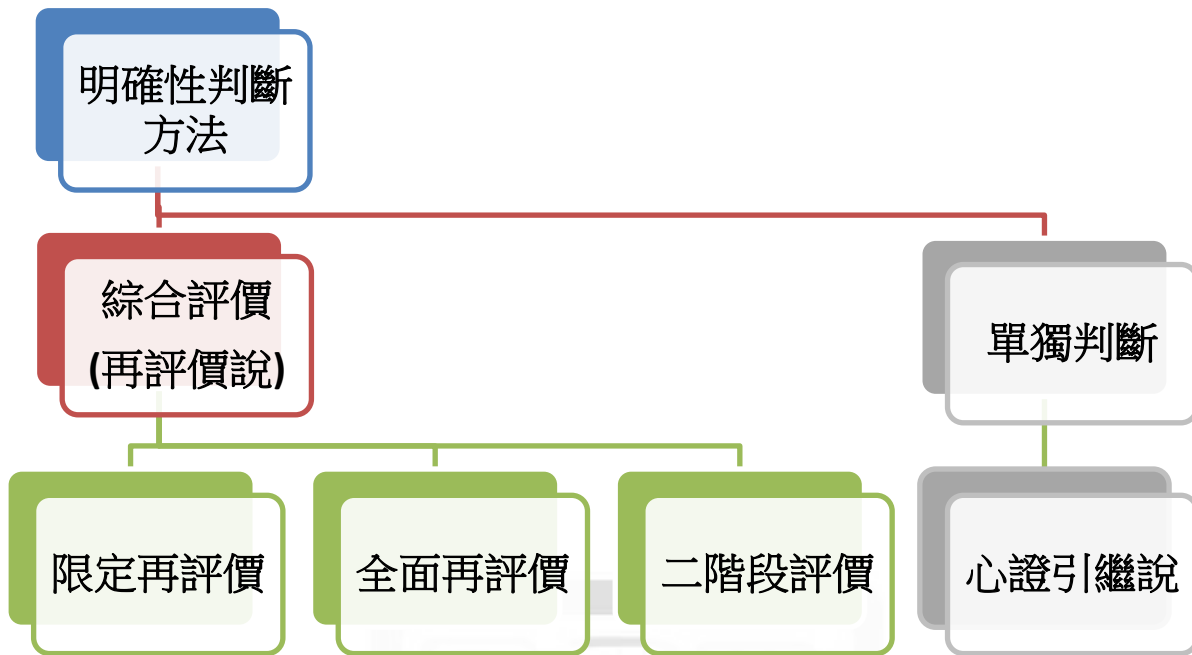 明確性判斷
方法
綜合評價
(再評價說)
單獨判斷
限定再評價
全面再評價
二階段評價
心證引繼說